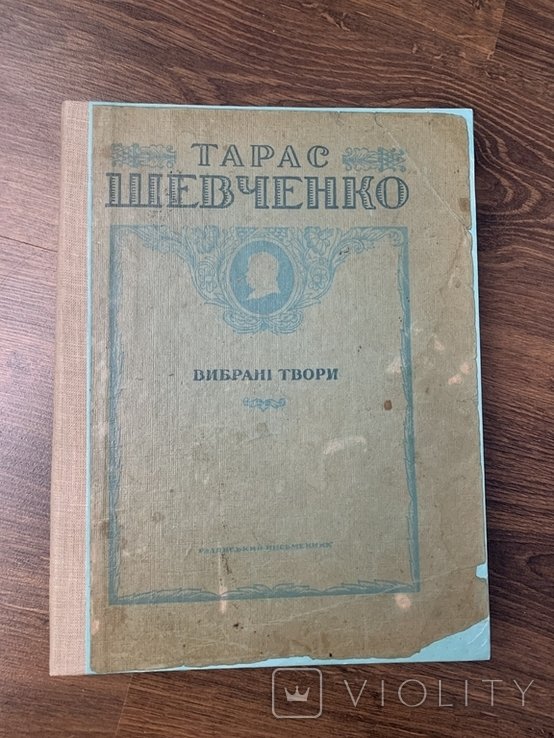 ТАРАС
ШЕВЧЕНКО
ВИБРАНІ ТВОРИ
РАДЯНСЬКИЙ ПИСЬМЕННИК
VIOLITY